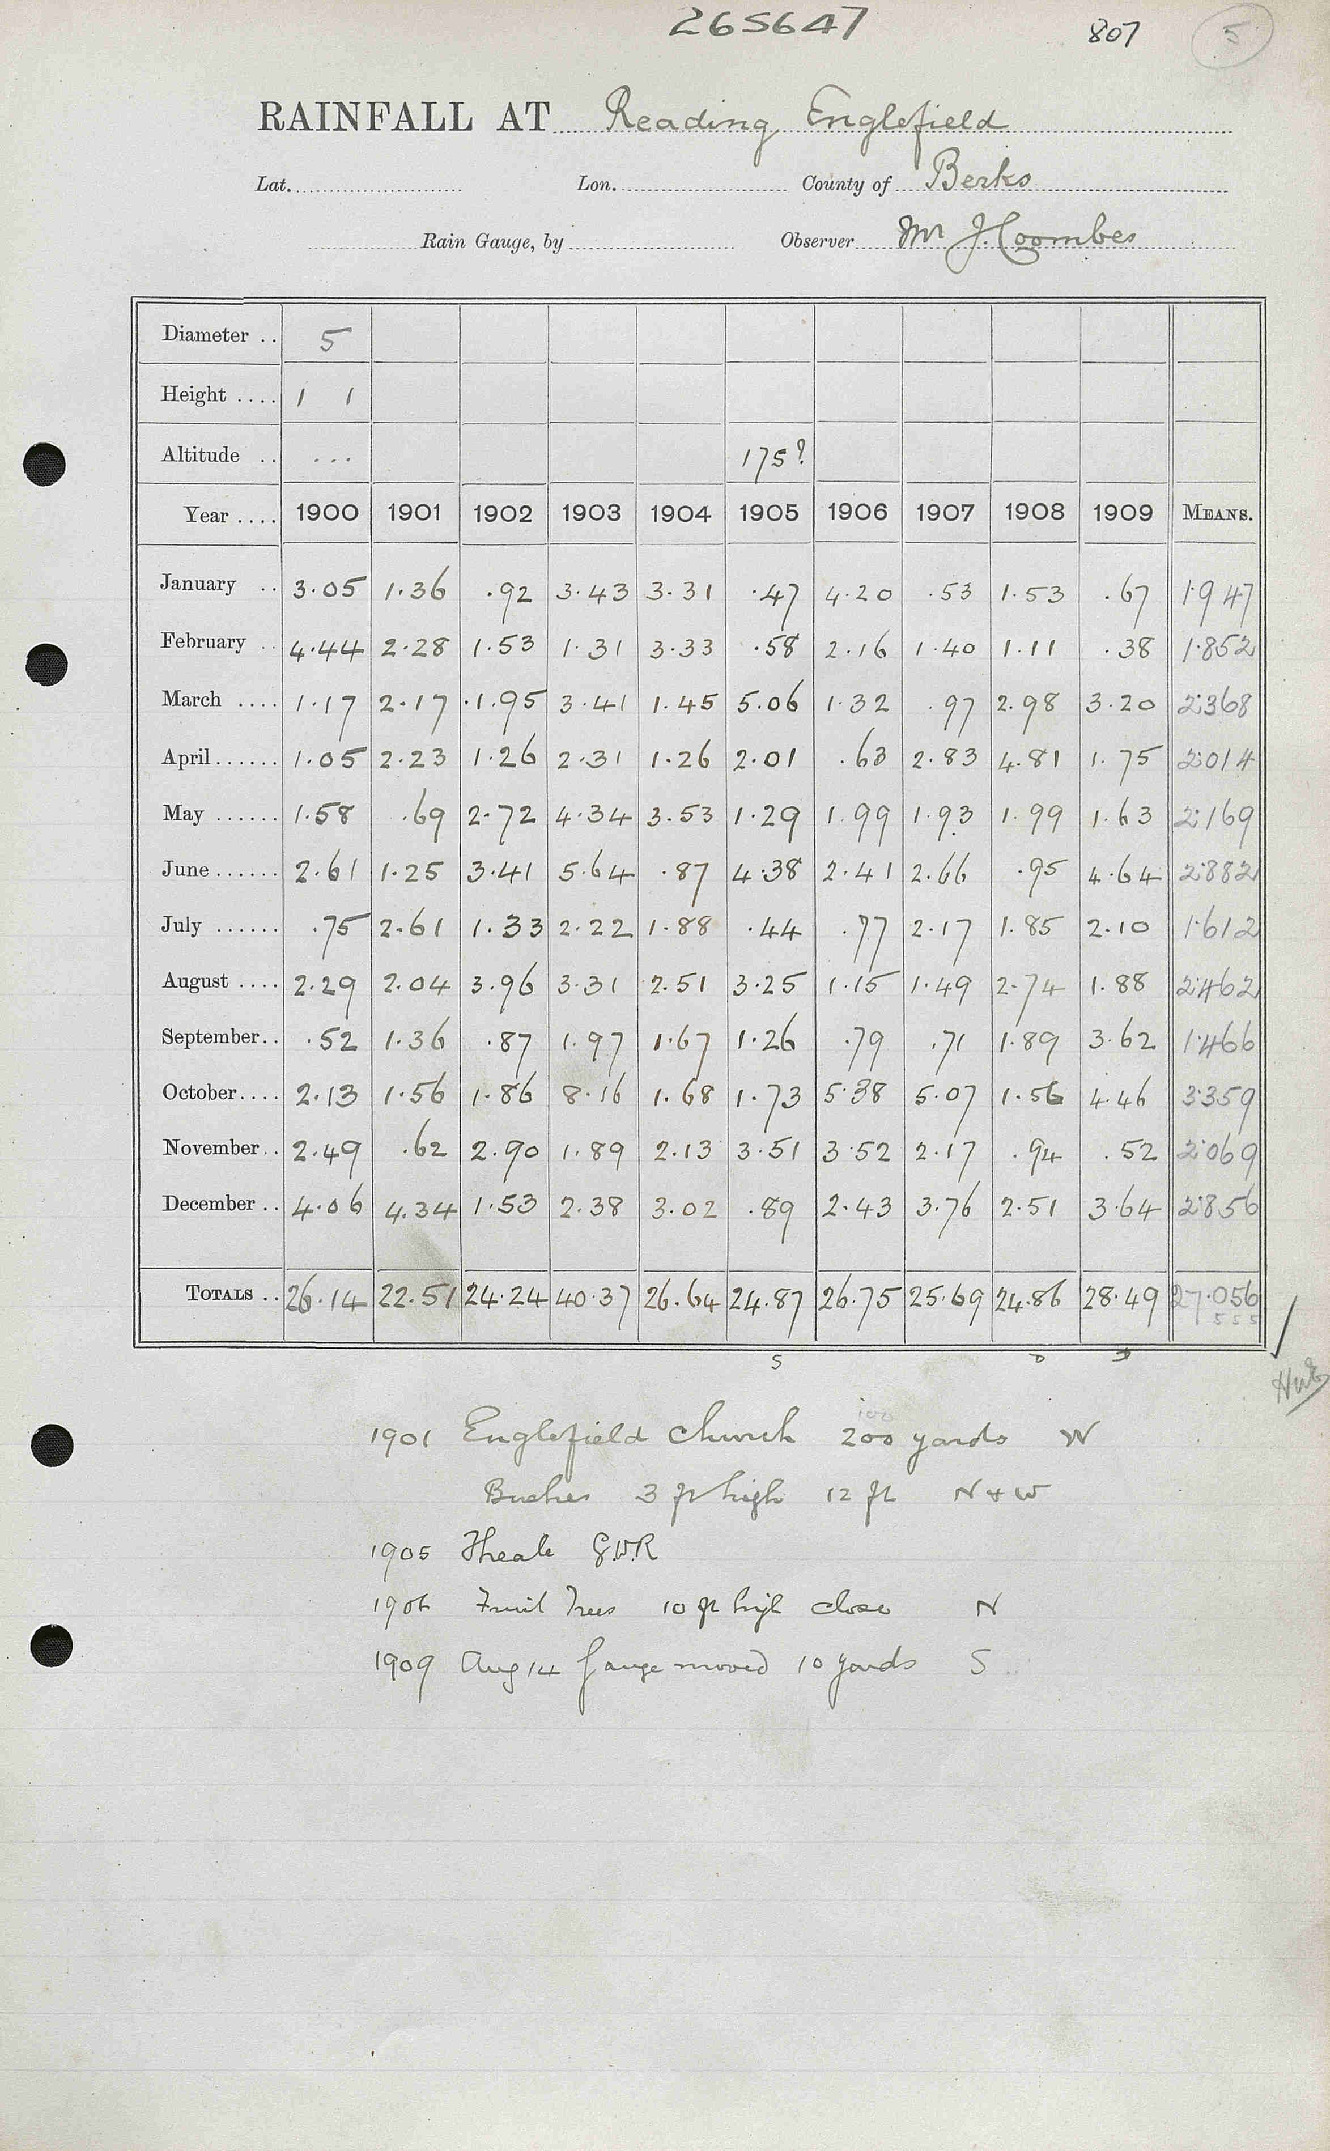 265647 807 5
RAINFALL AT Reading Englefield
Lat. Lon. County of Berks
Rain Gauge, by Observer Mr J. Coombes
Diameter .. 5
Height .... 1 1
Altitude .. ... 175?
Year .... 1900 1901 1902 1903 1904 1905 1906 1907 1908 1909 MEANS.
January .. 3.05 1.36 .92 3.43 3.31 .47 4.20 .53 1.53 .67 1.947
February .. 4.44 2.28 1.53 1.31 3.33 .58 2.16 1.40 1.11 .38 1.852
March .... 1.17 2.17 1.95 3.41 1.45 5.06 1.32 .97 2.98 3.20 2.368
April ...... 1.05 2.23 1.26 2.31 1.26 2.01 .63 2.83 4.81 1.75 2.014
May ...... 1.58 .69 2.72 4.34 3.53 1.29 1.99 1.93 1.99 1.63 2.169
June ...... 2.61 1.25 3.41 5.64 .87 4.38 2.41 2.66 .95 4.64 2.882
July ...... .75 2.61 1.33 2.22 1.88 .44 .77 2.17 1.85 2.10 1.612
August .... 2.29 2.04 3.96 3.31 2.51 3.25 1.15 1.49 2.74 1.88 2.462
September.. .52 1.36 .87 1.97 1.67 1.26 .79 .71 1.89 3.62 1.466
October.... 2.13 1.56 1.86 8.16 1.68 1.73 5.38 5.07 1.56 4.46 3.359
November.. 2.49 .62 2.90 1.89 2.13 3.51 3.52 2.17 .94 .52 2.069
December .. 4.06 4.34 1.53 2.38 3.02 .89 2.43 3.76 2.51 3.64 2.856
TOTALS .. 26.14 22.51 24.24 40.37 26.64 24.87 26.75 25.69 24.86 28.49 27.056
555
S D
100
1901 Englefield Church 200 yards W
Bushes 3 ft high 12 ft N & W
1905 Theale G.W.R
1906 Fruit Trees 10 ft high close N
1909 Aug 14 Gauge moved 10 yards S